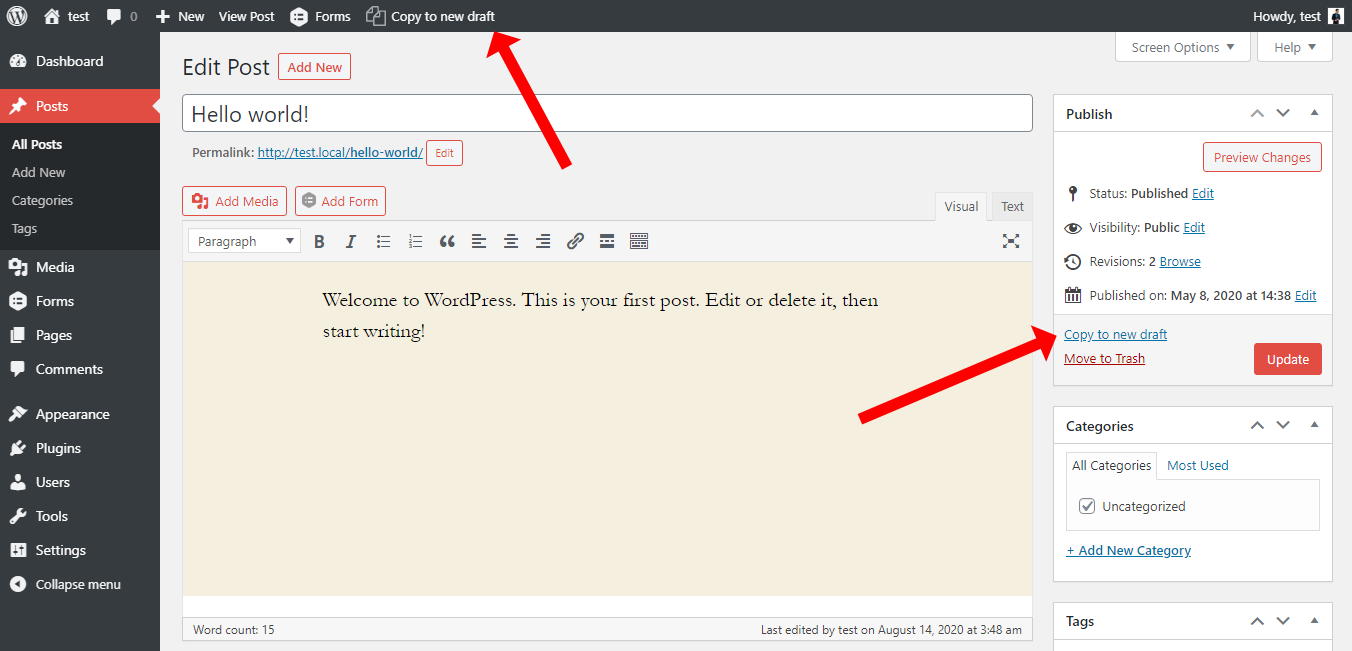 test 0 New View Post Forms Copy to new draft Howdy, test
Screen Options Help
Dashboard
Posts
All Posts
Add New
Categories
Tags
Media
Forms
Pages
Comments
Appearance
Plugins
Users
Tools
Settings
Collapse menu
Edit Post Add New
Hello world!
Permalink: http://test.local/hello-world/ Edit
Add Media Add Form
Visual Text
Paragraph B I
Welcome to WordPress. This is your first post. Edit or delete it, then
start writing!
Word count: 15 Last edited by test on August 14, 2020 at 3:48 am
Publish
Preview Changes
Status: Published Edit
Visibility: Public Edit
Revisions: 2 Browse
Published on: May 8, 2020 at 14:38 Edit
Copy to new draft
Move to Trash
Update
Categories
All Categories Most Used
Uncategorized
+ Add New Category
Tags